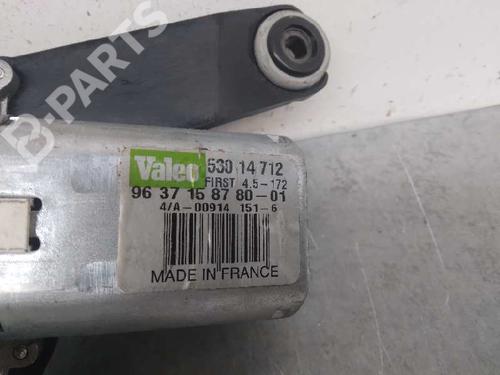 B-PARTS
Valeo 530 14 712
FIRST 4.5-172
96 37 15 87 80-01
4/A-00914 151-6
MADE IN FRANCE